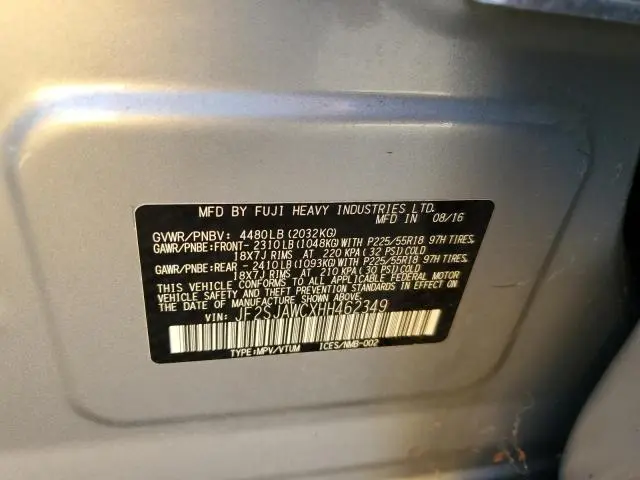 MFD BY FUJI HEAVY INDUSTRIES LTD.
MFD IN 08/16
GVWR/PNBV: 4480LB(2032KG)
GAWR/PNBE:FRONT-2310LB(1048KG)WITH P225/55R18 97H TIRES,
18X7J RIMS AT 220 KPA(32 PSI)COLD
GAWR/PNBE:REAR -2410LB(1093KG)WITH P225/55R18 97H TIRES,
18X7J RIMS AT 210 KPA(30 PSI)COLD
THIS VEHICLE CONFORMS TO ALL APPLICABLE FEDERAL MOTOR
VEHICLE SAFETY AND THEFT PREVENTION STANDARDS IN EFFECT ON
THE DATE OF MANUFACTURE SHOWN ABOVE.
VIN: JF2SJAWCXHH462349
TYPE:MPV/VTUM ICES/NMB-002